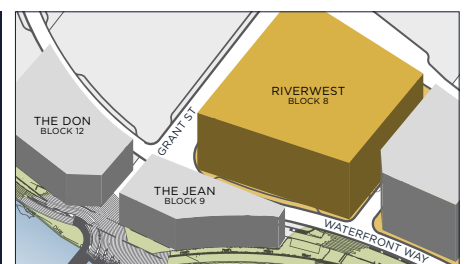 RIVERWEST
BLOCK 8
THE DON
BLOCK 12
GRANT ST
THE JEAN
BLOCK 9
WATERFRONT WAY